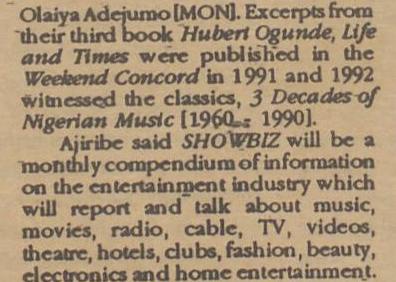 Olaiya Adejumo [MON]. Excerpts from
their third book Hubert Ogunde, Life
and Times were published in the
Weekend Concord in 1991 and 1992
witnessed the classics, 3 Decades of
Nigerian Music [1960 - 1990].
Ajiribe said SHOWBIZ will be a
monthly compendium of information
on the entertainment industry which
will report and talk about music,
movies, radio, cable, TV, videos,
theatre, hotels, clubs, fashion, beauty,
electronics and home entertainment.